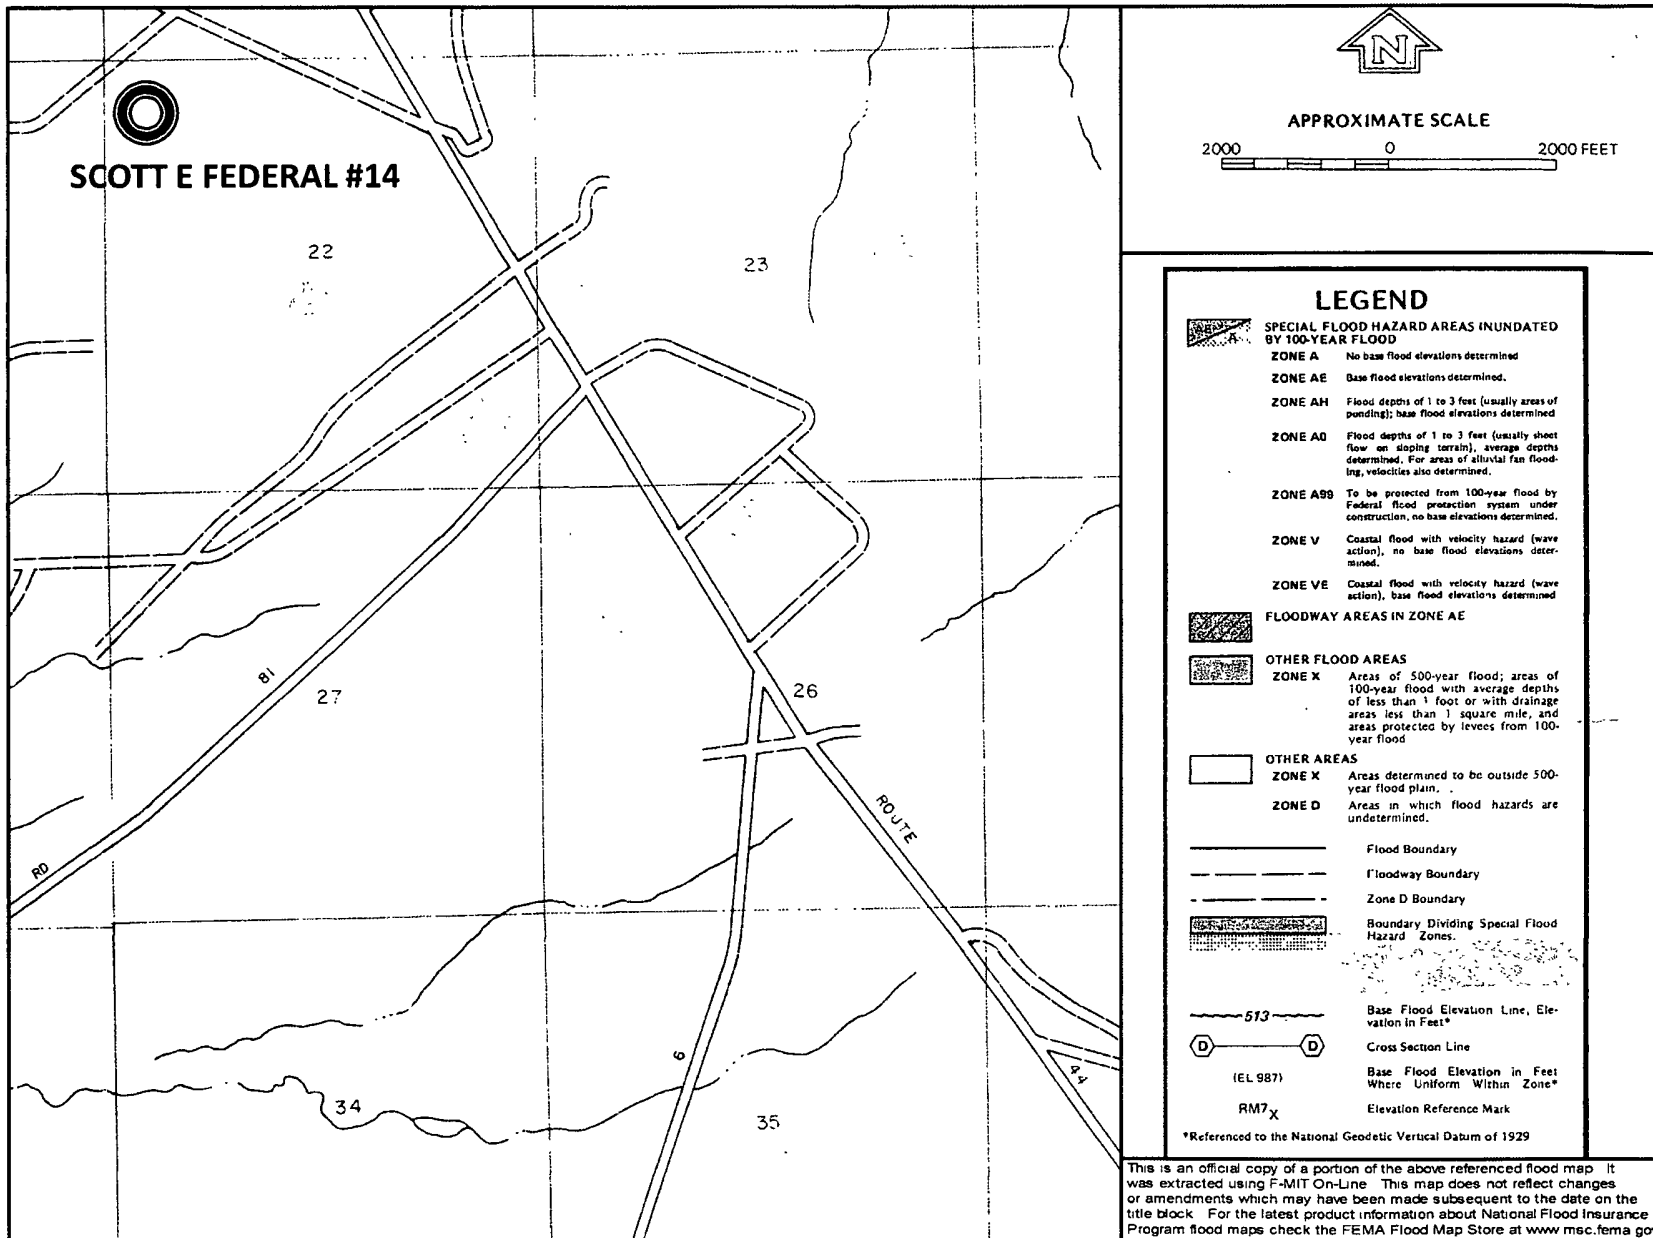 SCOTT E FEDERAL #14
22
23
81
27
26
RD
ROUTE
6
44
34
35
N
APPROXIMATE SCALE
2000 0 2000 FEET
LEGEND
A
SPECIAL FLOOD HAZARD AREAS INUNDATED
BY 100-YEAR FLOOD
ZONE A No base flood elevations determined
ZONE AE Base flood elevations determined.
ZONE AH Flood depths of 1 to 3 feet (usually areas of
ponding); base flood elevations determined
ZONE AO Flood depths of 1 to 3 feet (usually sheet
flow on sloping terrain), average depths
determined. For areas of alluvial fan flood-
ing, velocities also determined.
ZONE A99 To be protected from 100-year flood by
Federal flood protection system under
construction, no base elevations determined.
ZONE V Coastal flood with velocity hazard (wave
action), no base flood elevations deter-
mined.
ZONE VE Coastal flood with velocity hazard (wave
action), base flood elevations determined
FLOODWAY AREAS IN ZONE AE
OTHER FLOOD AREAS
ZONE X Areas of 500-year flood; areas of
100-year flood with average depths
of less than 1 foot or with drainage
areas less than 1 square mile, and
areas protected by levees from 100-
year flood
OTHER AREAS
ZONE X Areas determined to be outside 500-
year flood plain.
ZONE D Areas in which flood hazards are
undetermined.
Flood Boundary
Floodway Boundary
Zone D Boundary
Boundary Dividing Special Flood
Hazard Zones.
513 Base Flood Elevation Line, Ele-
vation in Feet*
D D Cross Section Line
(EL 987) Base Flood Elevation in Feet
Where Uniform Within Zone*
RM7X Elevation Reference Mark
*Referenced to the National Geodetic Vertical Datum of 1929
This is an official copy of a portion of the above referenced flood map It
was extracted using F-MIT On-Line This map does not reflect changes
or amendments which may have been made subsequent to the date on the
title block For the latest product information about National Flood Insurance
Program flood maps check the FEMA Flood Map Store at www msc.fema go